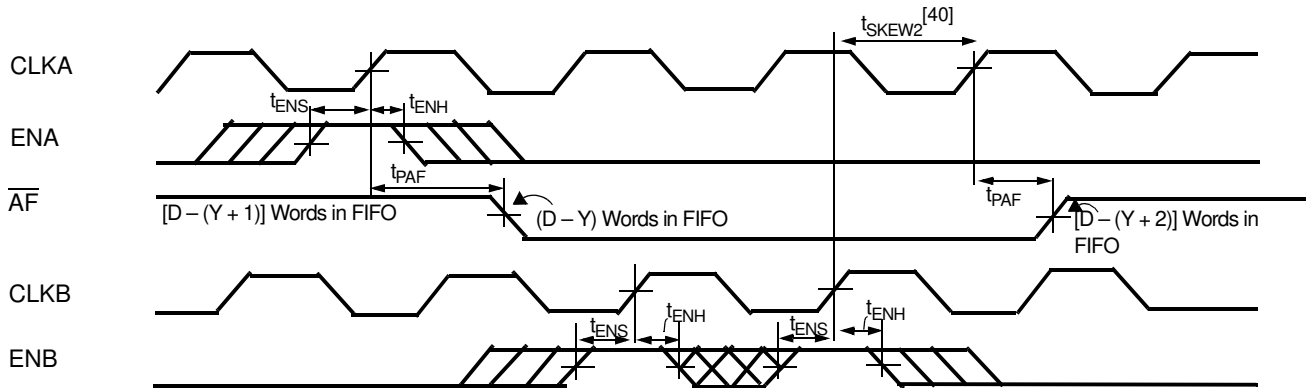 tSKEW2[40]
CLKA
tENS
tENH
ENA
tPAF
AF
[D – (Y + 1)] Words in FIFO
(D – Y) Words in FIFO
tPAF
[D – (Y + 2)] Words in
FIFO
CLKB
tENS
tENH
tENS
tENH
ENB